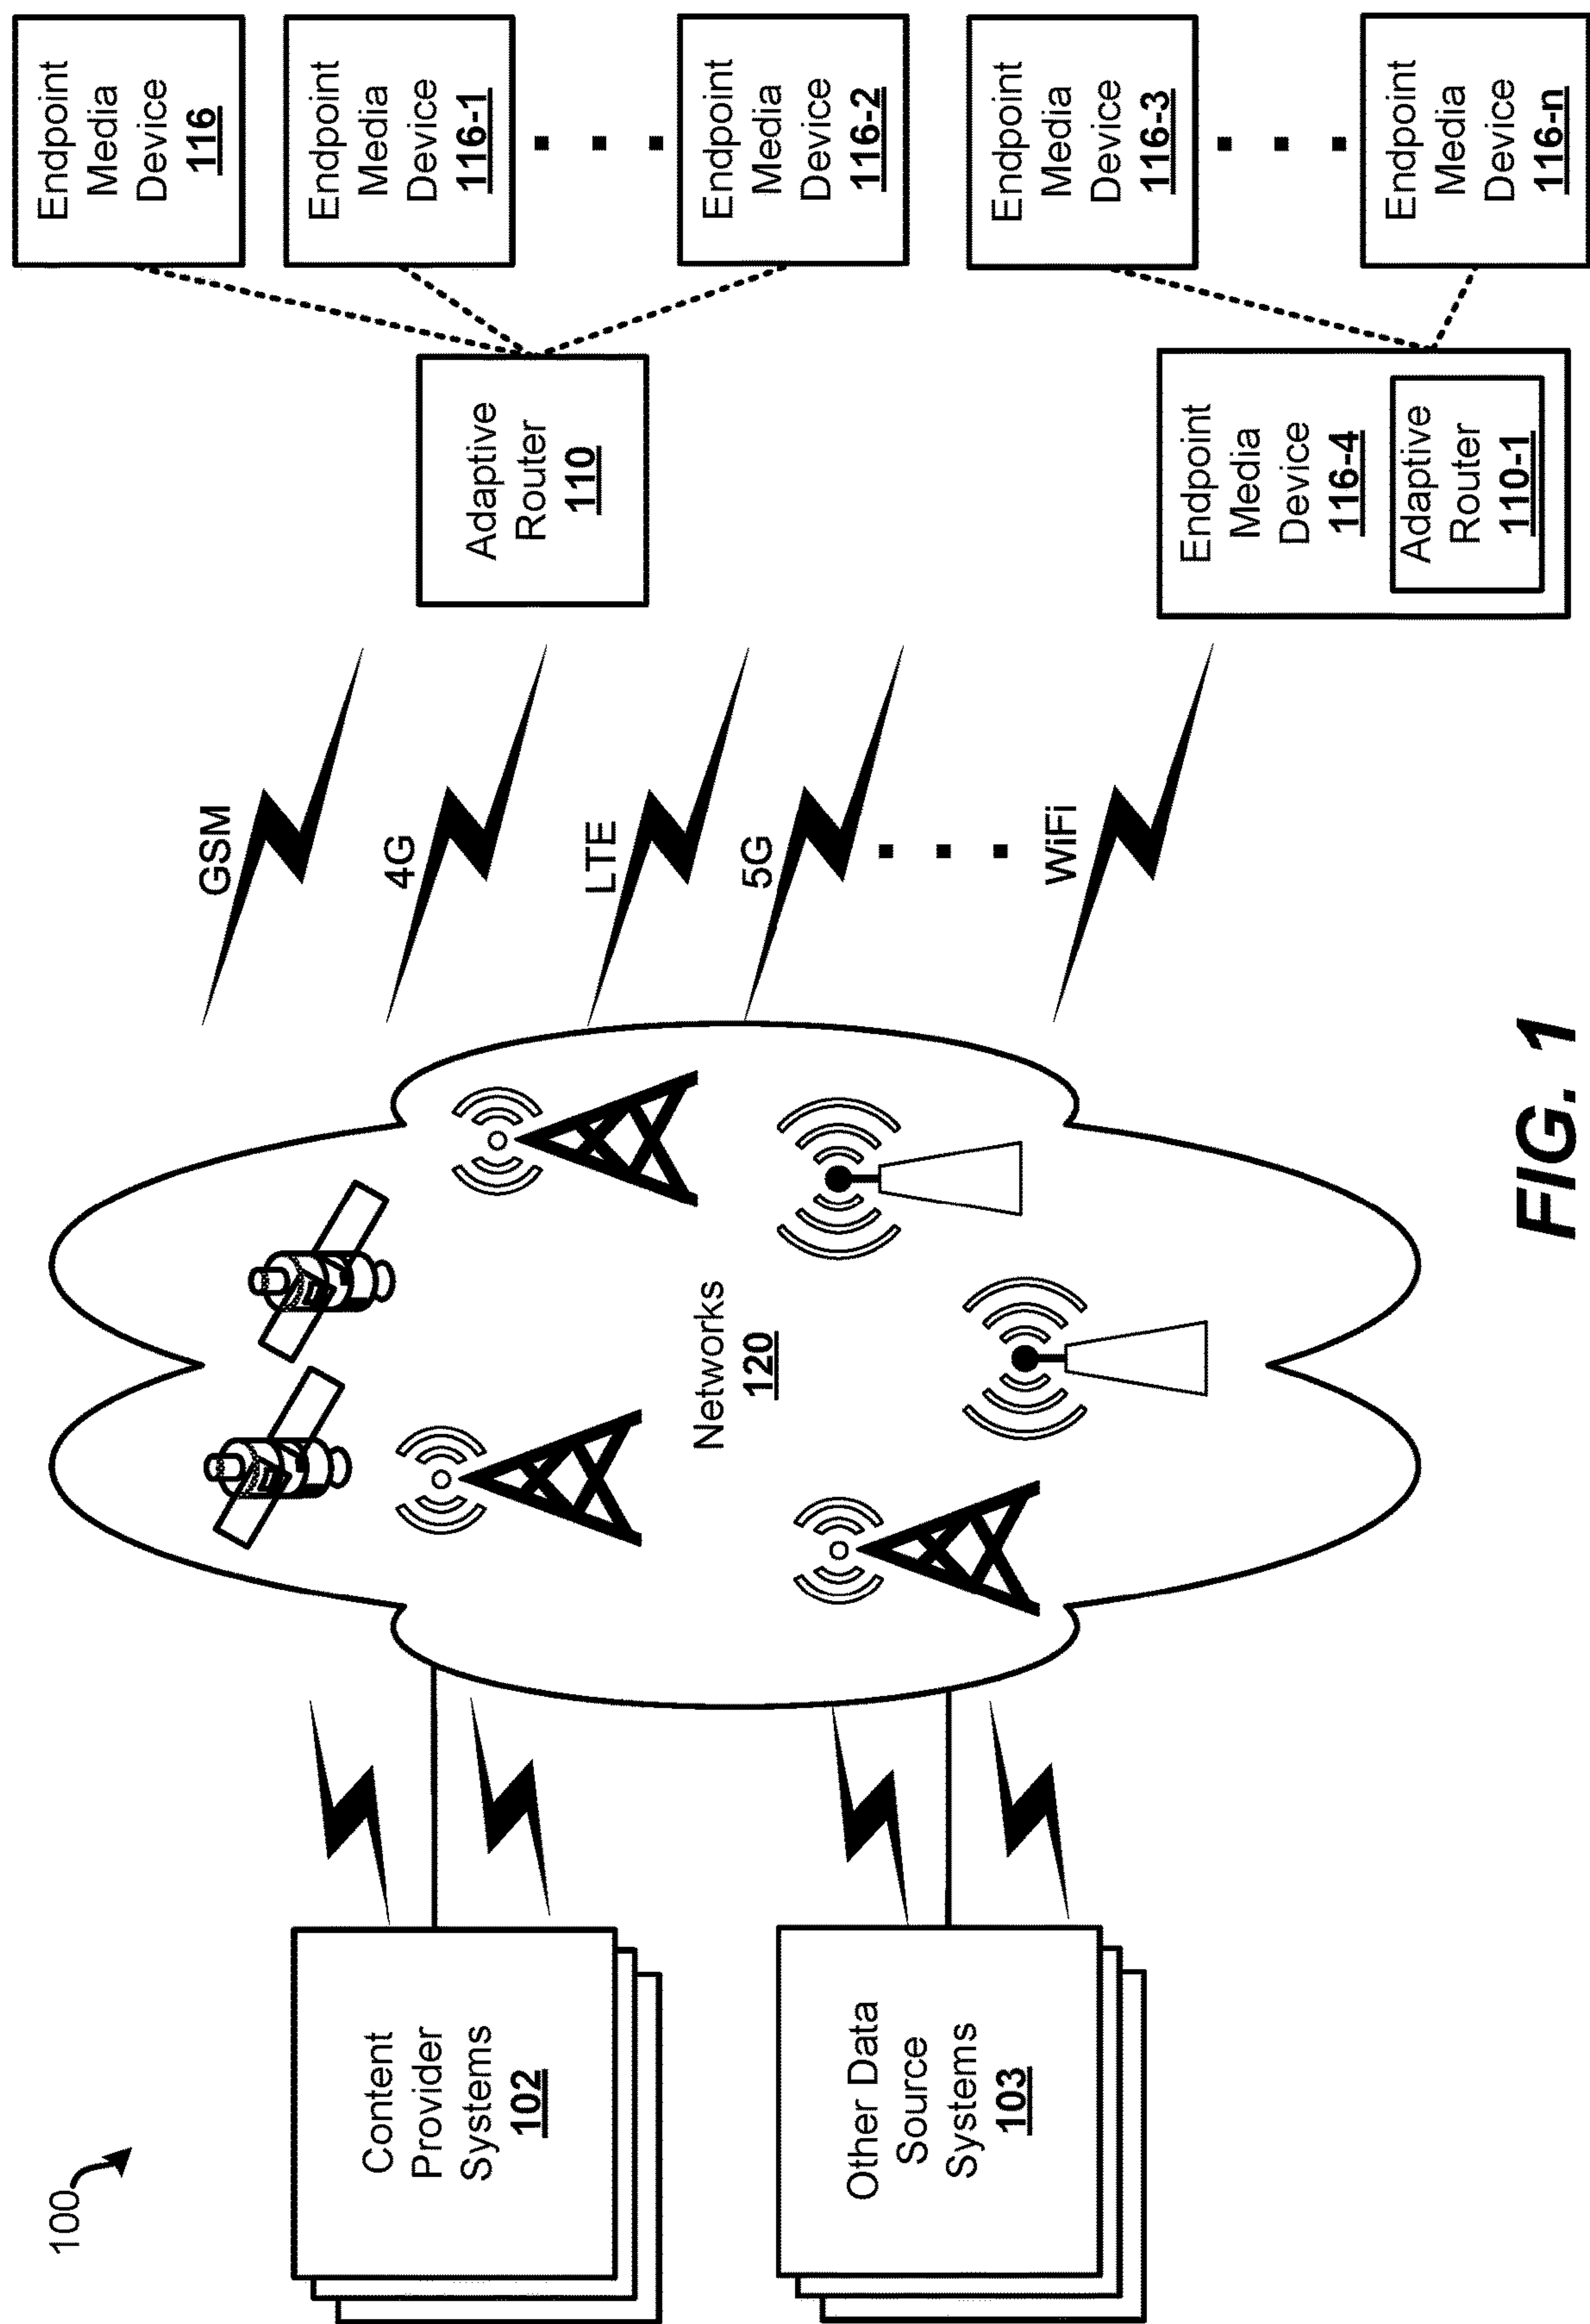 100
Content
Provider
Systems
102
Other Data
Source
Systems
103
Networks
120
GSM
4G
LTE
5G
WiFi
Adaptive
Router
110
Endpoint
Media
Device
116-4
Adaptive
Router
110-1
Endpoint
Media
Device
116
Endpoint
Media
Device
116-1
Endpoint
Media
Device
116-2
Endpoint
Media
Device
116-3
Endpoint
Media
Device
116-n
FIG. 1